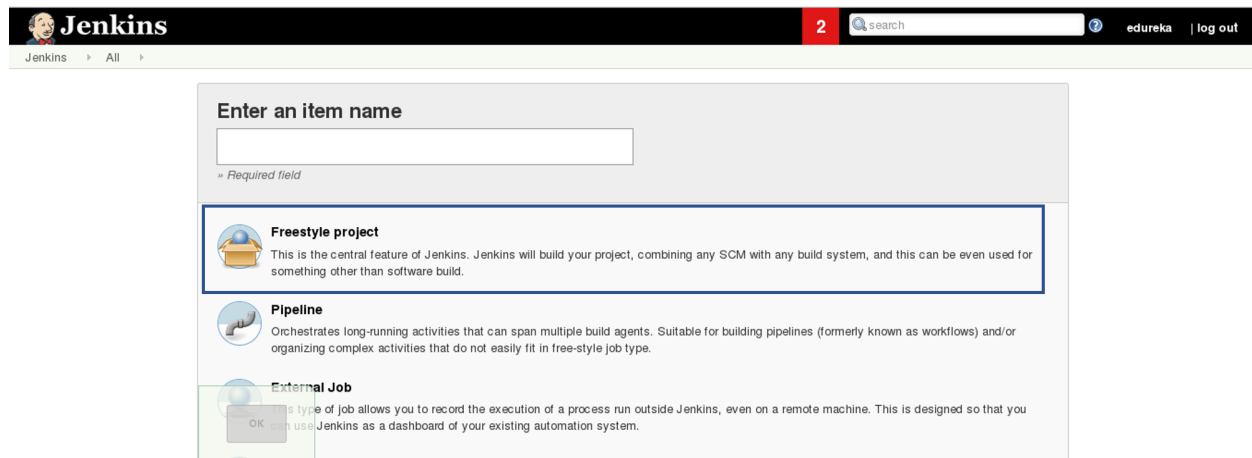 Jenkins
2
search
edureka
| log out
Jenkins
All
Enter an item name
» Required field
Freestyle project
This is the central feature of Jenkins. Jenkins will build your project, combining any SCM with any build system, and this can be even used for
something other than software build.
Pipeline
Orchestrates long-running activities that can span multiple build agents. Suitable for building pipelines (formerly known as workflows) and/or
organizing complex activities that do not easily fit in free-style job type.
External Job
This type of job allows you to record the execution of a process run outside Jenkins, even on a remote machine. This is designed so that you
can use Jenkins as a dashboard of your existing automation system.
OK